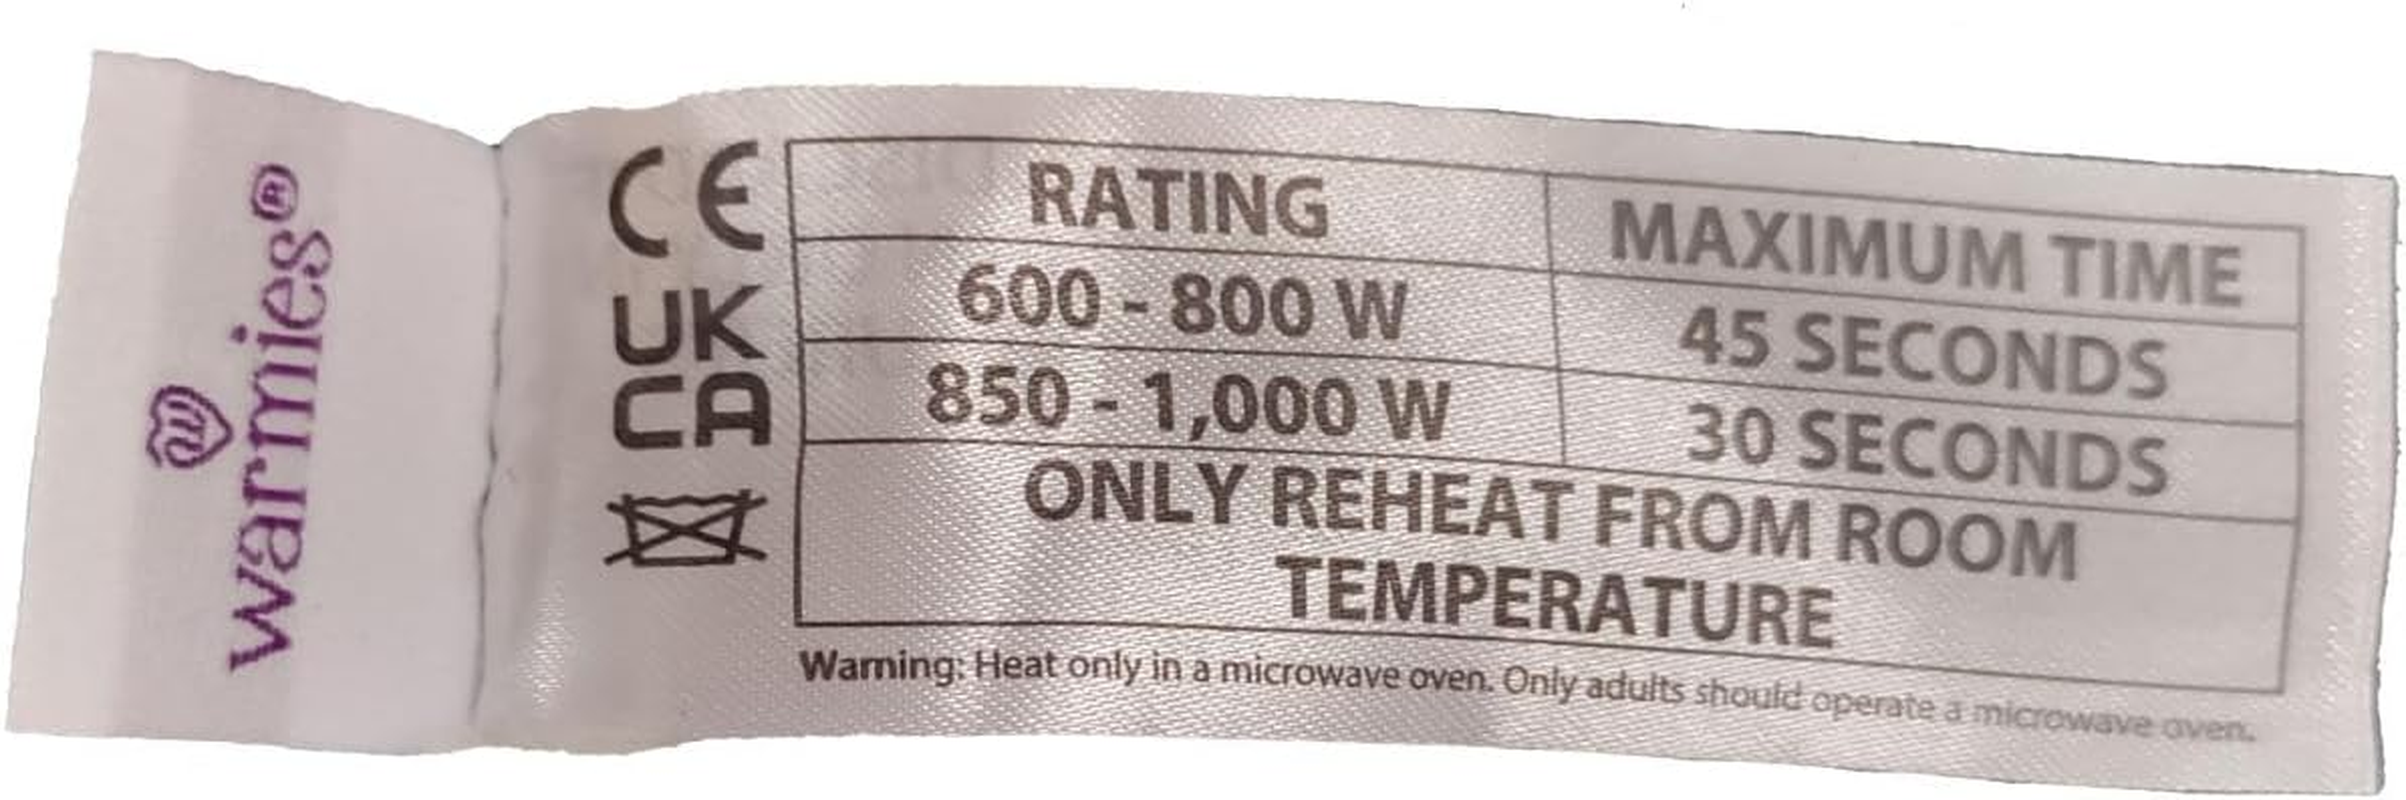 warmies®
CE
UK
CA
RATING
MAXIMUM TIME
600 - 800 W
45 SECONDS
850 - 1,000 W
30 SECONDS
ONLY REHEAT FROM ROOM
TEMPERATURE
Warning: Heat only in a microwave oven. Only adults should operate a microwave oven.